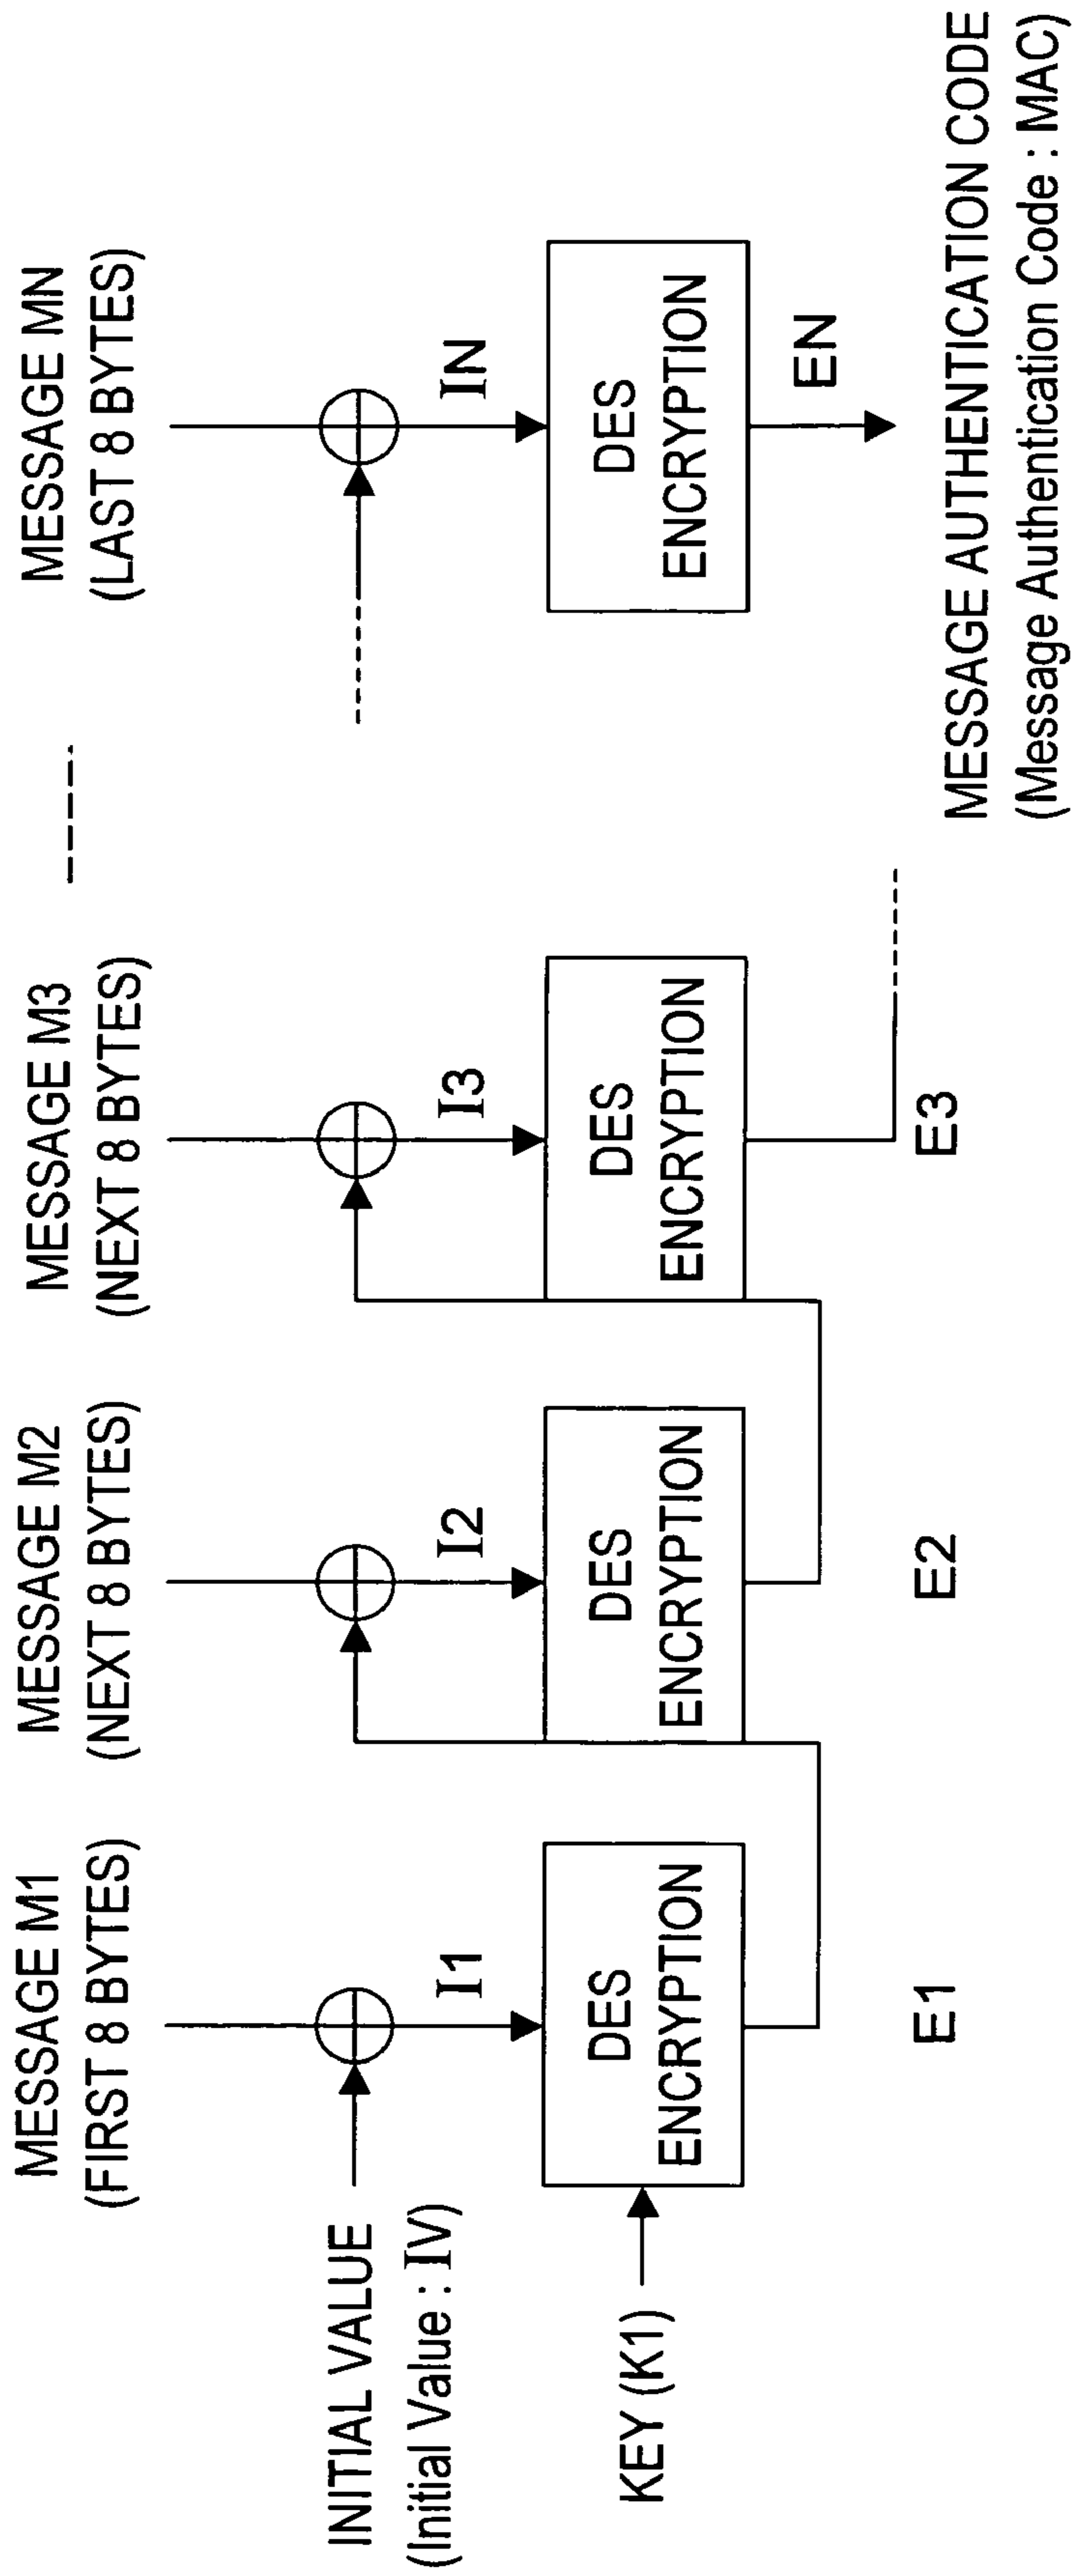 MESSAGE M1
(FIRST 8 BYTES)
MESSAGE M2
(NEXT 8 BYTES)
MESSAGE M3
(NEXT 8 BYTES)
MESSAGE MN
(LAST 8 BYTES)
INITIAL VALUE
(Initial Value : IV)
I1
I2
I3
IN
KEY (K1)
DES
ENCRYPTION
DES
ENCRYPTION
DES
ENCRYPTION
DES
ENCRYPTION
E1
E2
E3
EN
MESSAGE AUTHENTICATION CODE
(Message Authentication Code : MAC)